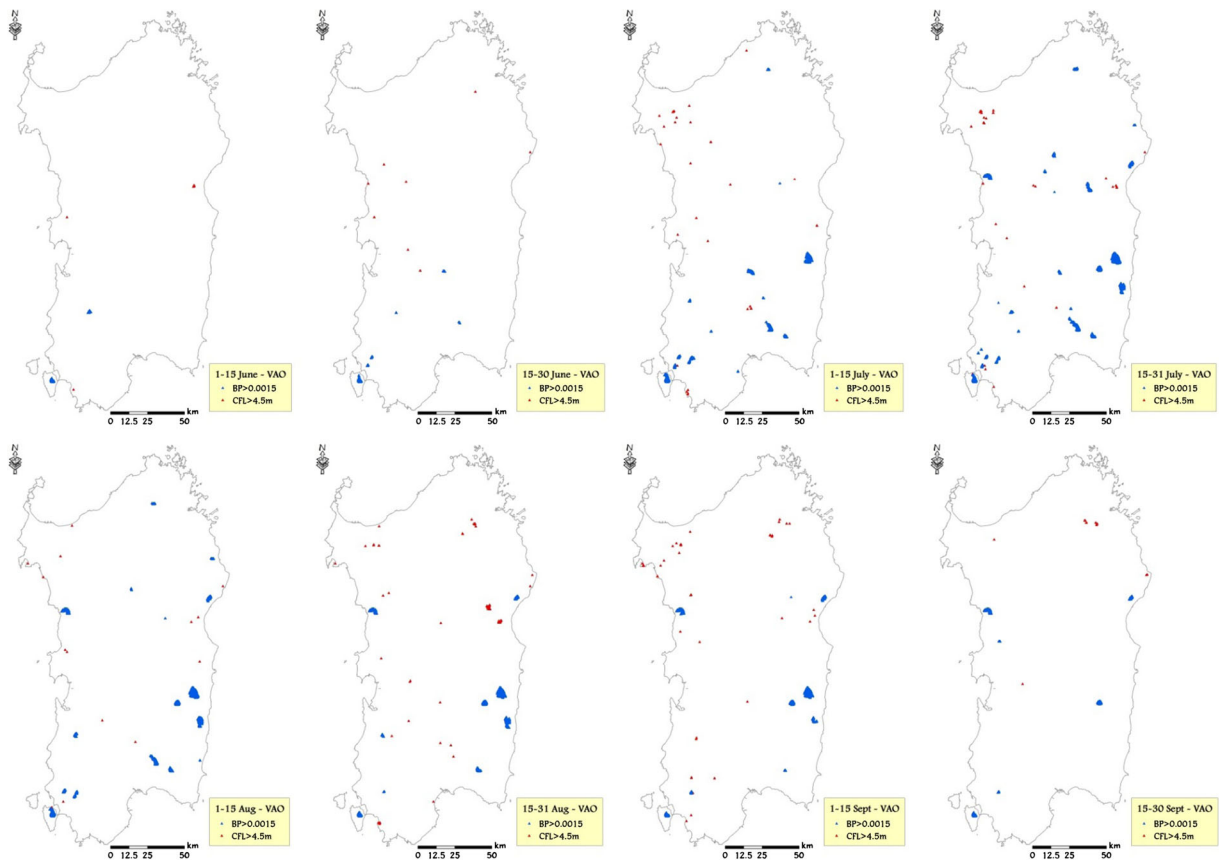 N
N
N
N
1-15 June - VAO
BP>0.0015
CFL>4.5m
km
0 12.5 25 50
15-30 June - VAO
BP>0.0015
CFL>4.5m
km
0 12.5 25 50
1-15 July - VAO
BP>0.0015
CFL>4.5m
km
0 12.5 25 50
15-31 July - VAO
BP>0.0015
CFL>4.5m
km
0 12.5 25 50
N
N
N
N
1-15 Aug - VAO
BP>0.0015
CFL>4.5m
km
0 12.5 25 50
15-31 Aug - VAO
BP>0.0015
CFL>4.5m
km
0 12.5 25 50
1-15 Sept - VAO
BP>0.0015
CFL>4.5m
km
0 12.5 25 50
15-30 Sept - VAO
BP>0.0015
CFL>4.5m
km
0 12.5 25 50